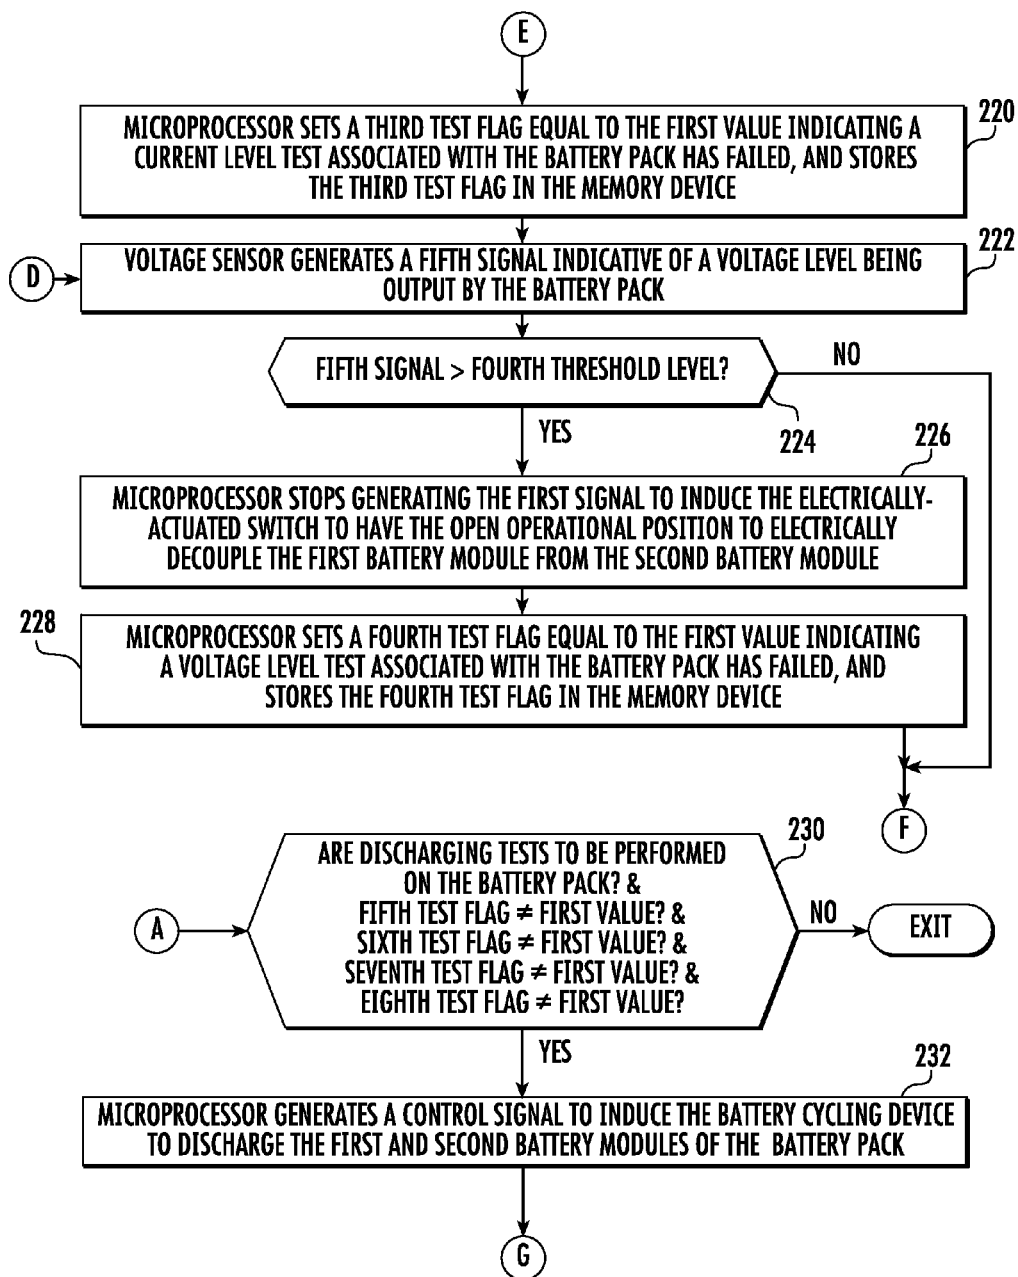 E
220
MICROPROCESSOR SETS A THIRD TEST FLAG EQUAL TO THE FIRST VALUE INDICATING A
CURRENT LEVEL TEST ASSOCIATED WITH THE BATTERY PACK HAS FAILED, AND STORES
THE THIRD TEST FLAG IN THE MEMORY DEVICE
222
D
VOLTAGE SENSOR GENERATES A FIFTH SIGNAL INDICATIVE OF A VOLTAGE LEVEL BEING
OUTPUT BY THE BATTERY PACK
FIFTH SIGNAL > FOURTH THRESHOLD LEVEL?
NO
224
YES
226
MICROPROCESSOR STOPS GENERATING THE FIRST SIGNAL TO INDUCE THE ELECTRICALLY-
ACTUATED SWITCH TO HAVE THE OPEN OPERATIONAL POSITION TO ELECTRICALLY
DECOUPLE THE FIRST BATTERY MODULE FROM THE SECOND BATTERY MODULE
228
MICROPROCESSOR SETS A FOURTH TEST FLAG EQUAL TO THE FIRST VALUE INDICATING
A VOLTAGE LEVEL TEST ASSOCIATED WITH THE BATTERY PACK HAS FAILED, AND
STORES THE FOURTH TEST FLAG IN THE MEMORY DEVICE
F
230
A
ARE DISCHARGING TESTS TO BE PERFORMED
ON THE BATTERY PACK? &
FIFTH TEST FLAG ≠ FIRST VALUE? &
SIXTH TEST FLAG ≠ FIRST VALUE? &
SEVENTH TEST FLAG ≠ FIRST VALUE? &
EIGHTH TEST FLAG ≠ FIRST VALUE?
NO
EXIT
YES
232
MICROPROCESSOR GENERATES A CONTROL SIGNAL TO INDUCE THE BATTERY CYCLING DEVICE
TO DISCHARGE THE FIRST AND SECOND BATTERY MODULES OF THE BATTERY PACK
G